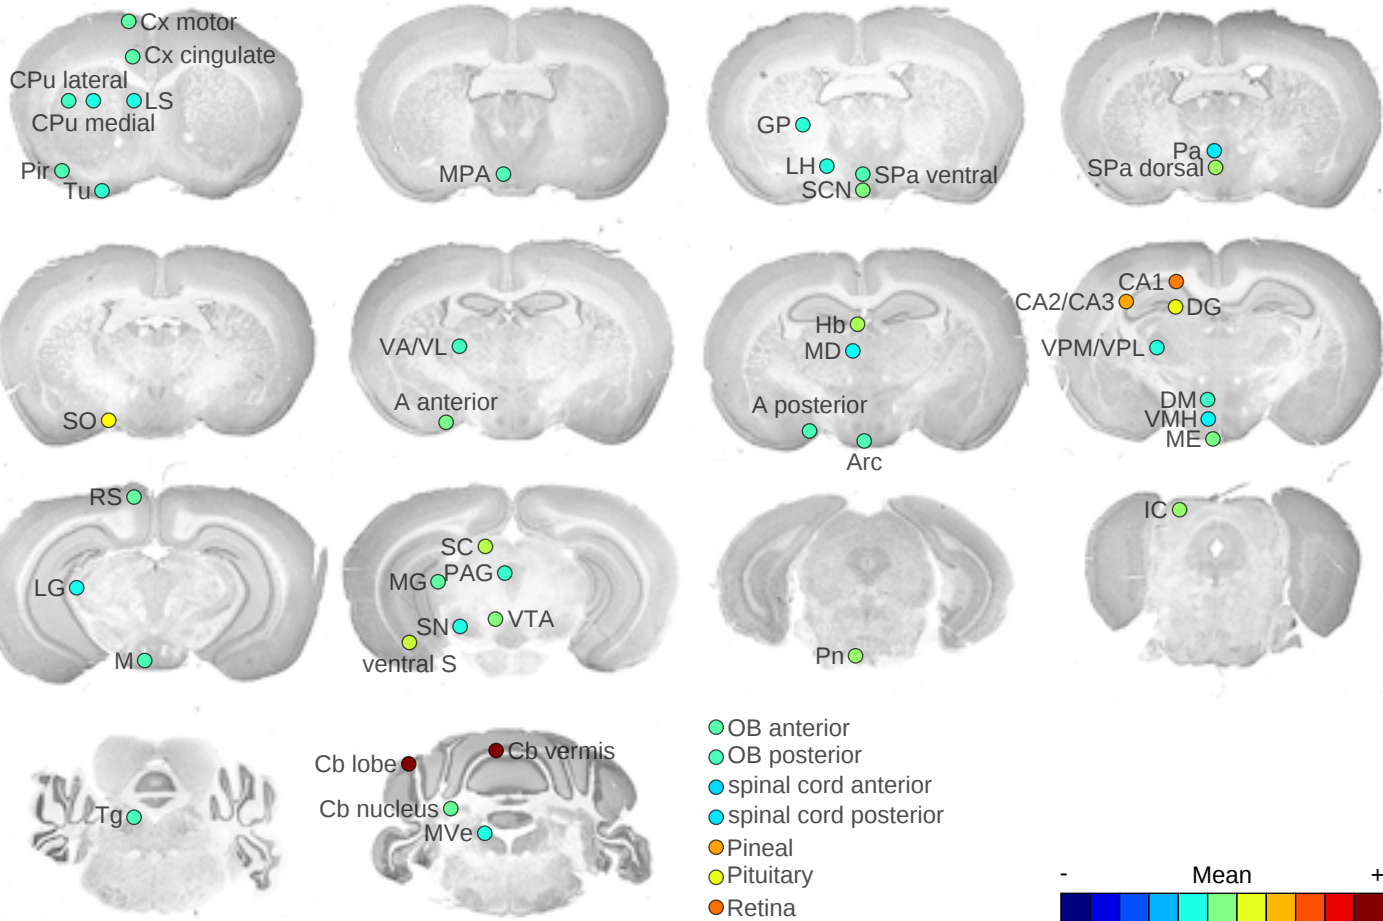 Cx motor
Cx cingulate
CPu lateral
LS
CPu medial
Pir
Tu
MPA
GP
LH
SPa ventral
SCN
Pa
SPa dorsal
SO
VA/VL
A anterior
Hb
MD
A posterior
Arc
CA1
CA2/CA3
DG
VPM/VPL
DM
VMH
ME
RS
LG
M
SC
MG
PAG
SN
VTA
ventral S
Pn
IC
Tg
Cb lobe
Cb vermis
Cb nucleus
MVe
OB anterior
OB posterior
spinal cord anterior
spinal cord posterior
Pineal
Pituitary
Retina
- Mean +